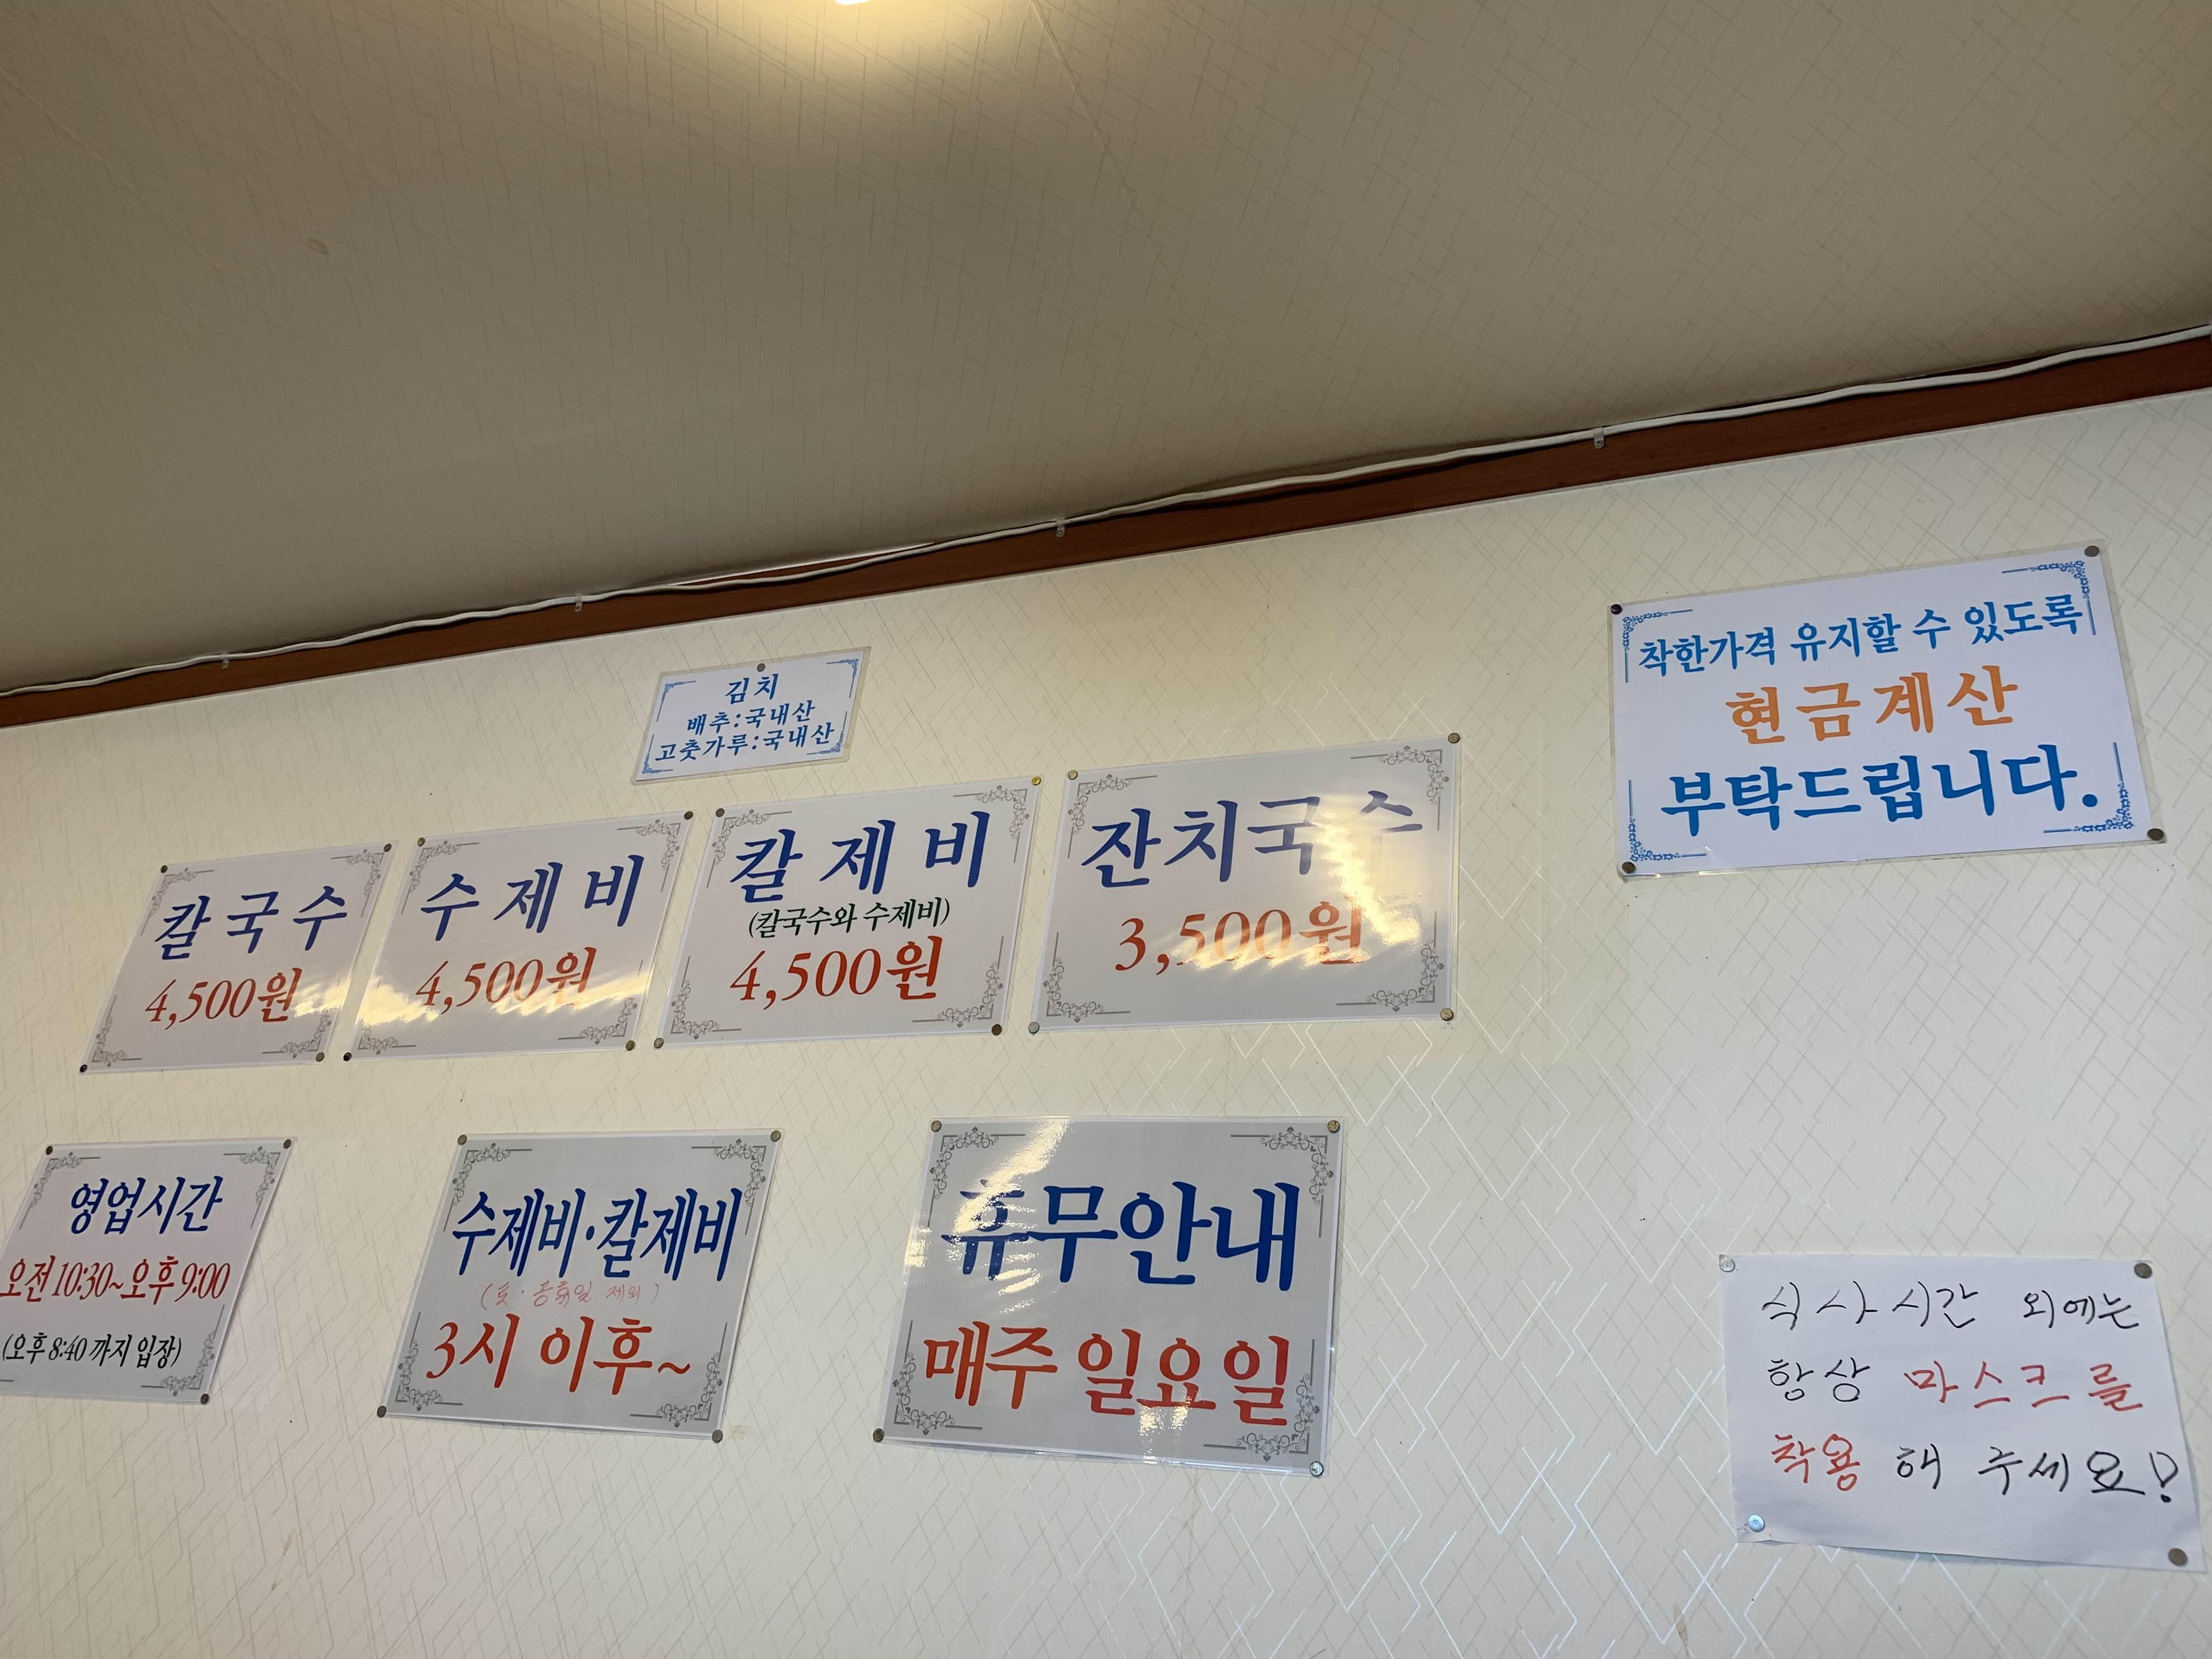 김치
배추:국내산
고춧가루:국내산
착한가격 유지할 수 있도록
현금계산
부탁드립니다.
칼국수
4,500원
수제비
4,500원
칼제비
(칼국수와 수제비)
4,500원
잔치국수
3,500원
영업시간
오전 10:30~오후 9:00
(오후 8:40 까지 입장)
수제비·칼제비
(토·공휴일 제외)
3시 이후~
휴무안내
매주 일요일
식사시간 외에는
항상 마스크를
착용해 주세요!